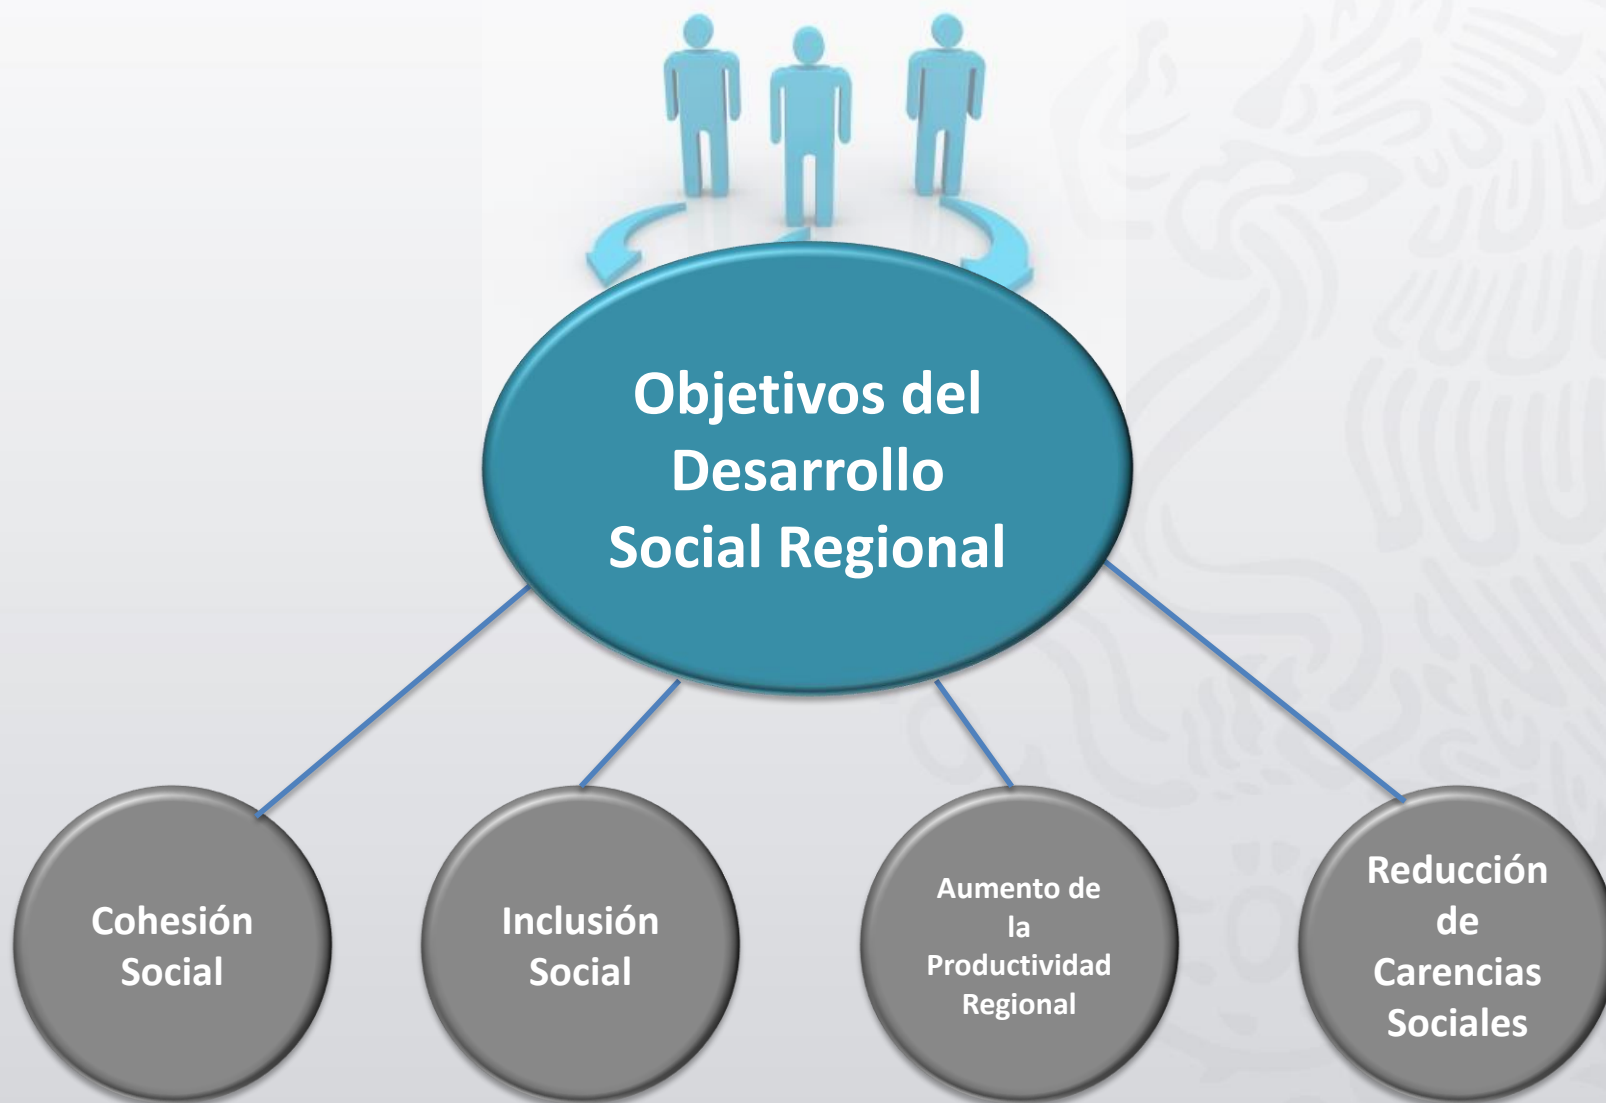 Objetivos del
Desarrollo
Social Regional
Cohesión
Social
Inclusión
Social
Aumento de
la
Productividad
Regional
Reducción
de
Carencias
Sociales